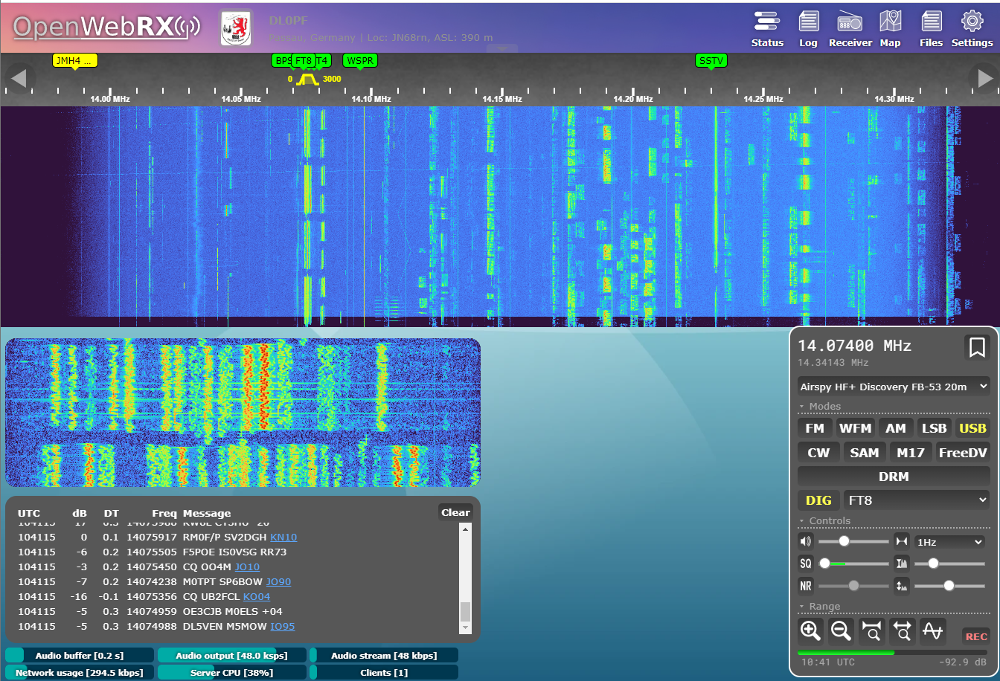 OpenWebRX
DL0PF
Passau, Germany | Loc: JN68rn, ASL: 390 m
Status Log Receiver Map Files Settings
JMH4 ... BPS FT8 T4 WSPR SSTV
0 3000
14.00 MHz 14.05 MHz 14.10 MHz 14.15 MHz 14.20 MHz 14.25 MHz 14.30 MHz
14.07400 MHz
14.34143 MHz
Airspy HF+ Discovery FB-53 20m
Modes
FM WFM AM LSB USB
CW SAM M17 FreeDV
DRM
DIG FT8
Controls
1Hz
SQ
NR
Range
REC
10:41 UTC -92.9 dB
UTC dB DT Freq Message Clear
104115 0 0.1 14075917 RM0F/P SV2DGH KN10
104115 -6 0.2 14075505 F5POE IS0VSG RR73
104115 -3 0.2 14075450 CQ OO4M JO10
104115 -7 0.2 14074238 M0TPT SP6BOW JO90
104115 -16 -0.1 14075356 CQ UB2FCL KO04
104115 -5 0.3 14074959 OE3CJB M0ELS +04
104115 -5 0.3 14074988 DL5VEN M5MOW IO95
Audio buffer [0.2 s] Audio output [48.0 ksps] Audio stream [48 kbps]
Network usage [294.5 kbps] Server CPU [38%] Clients [1]